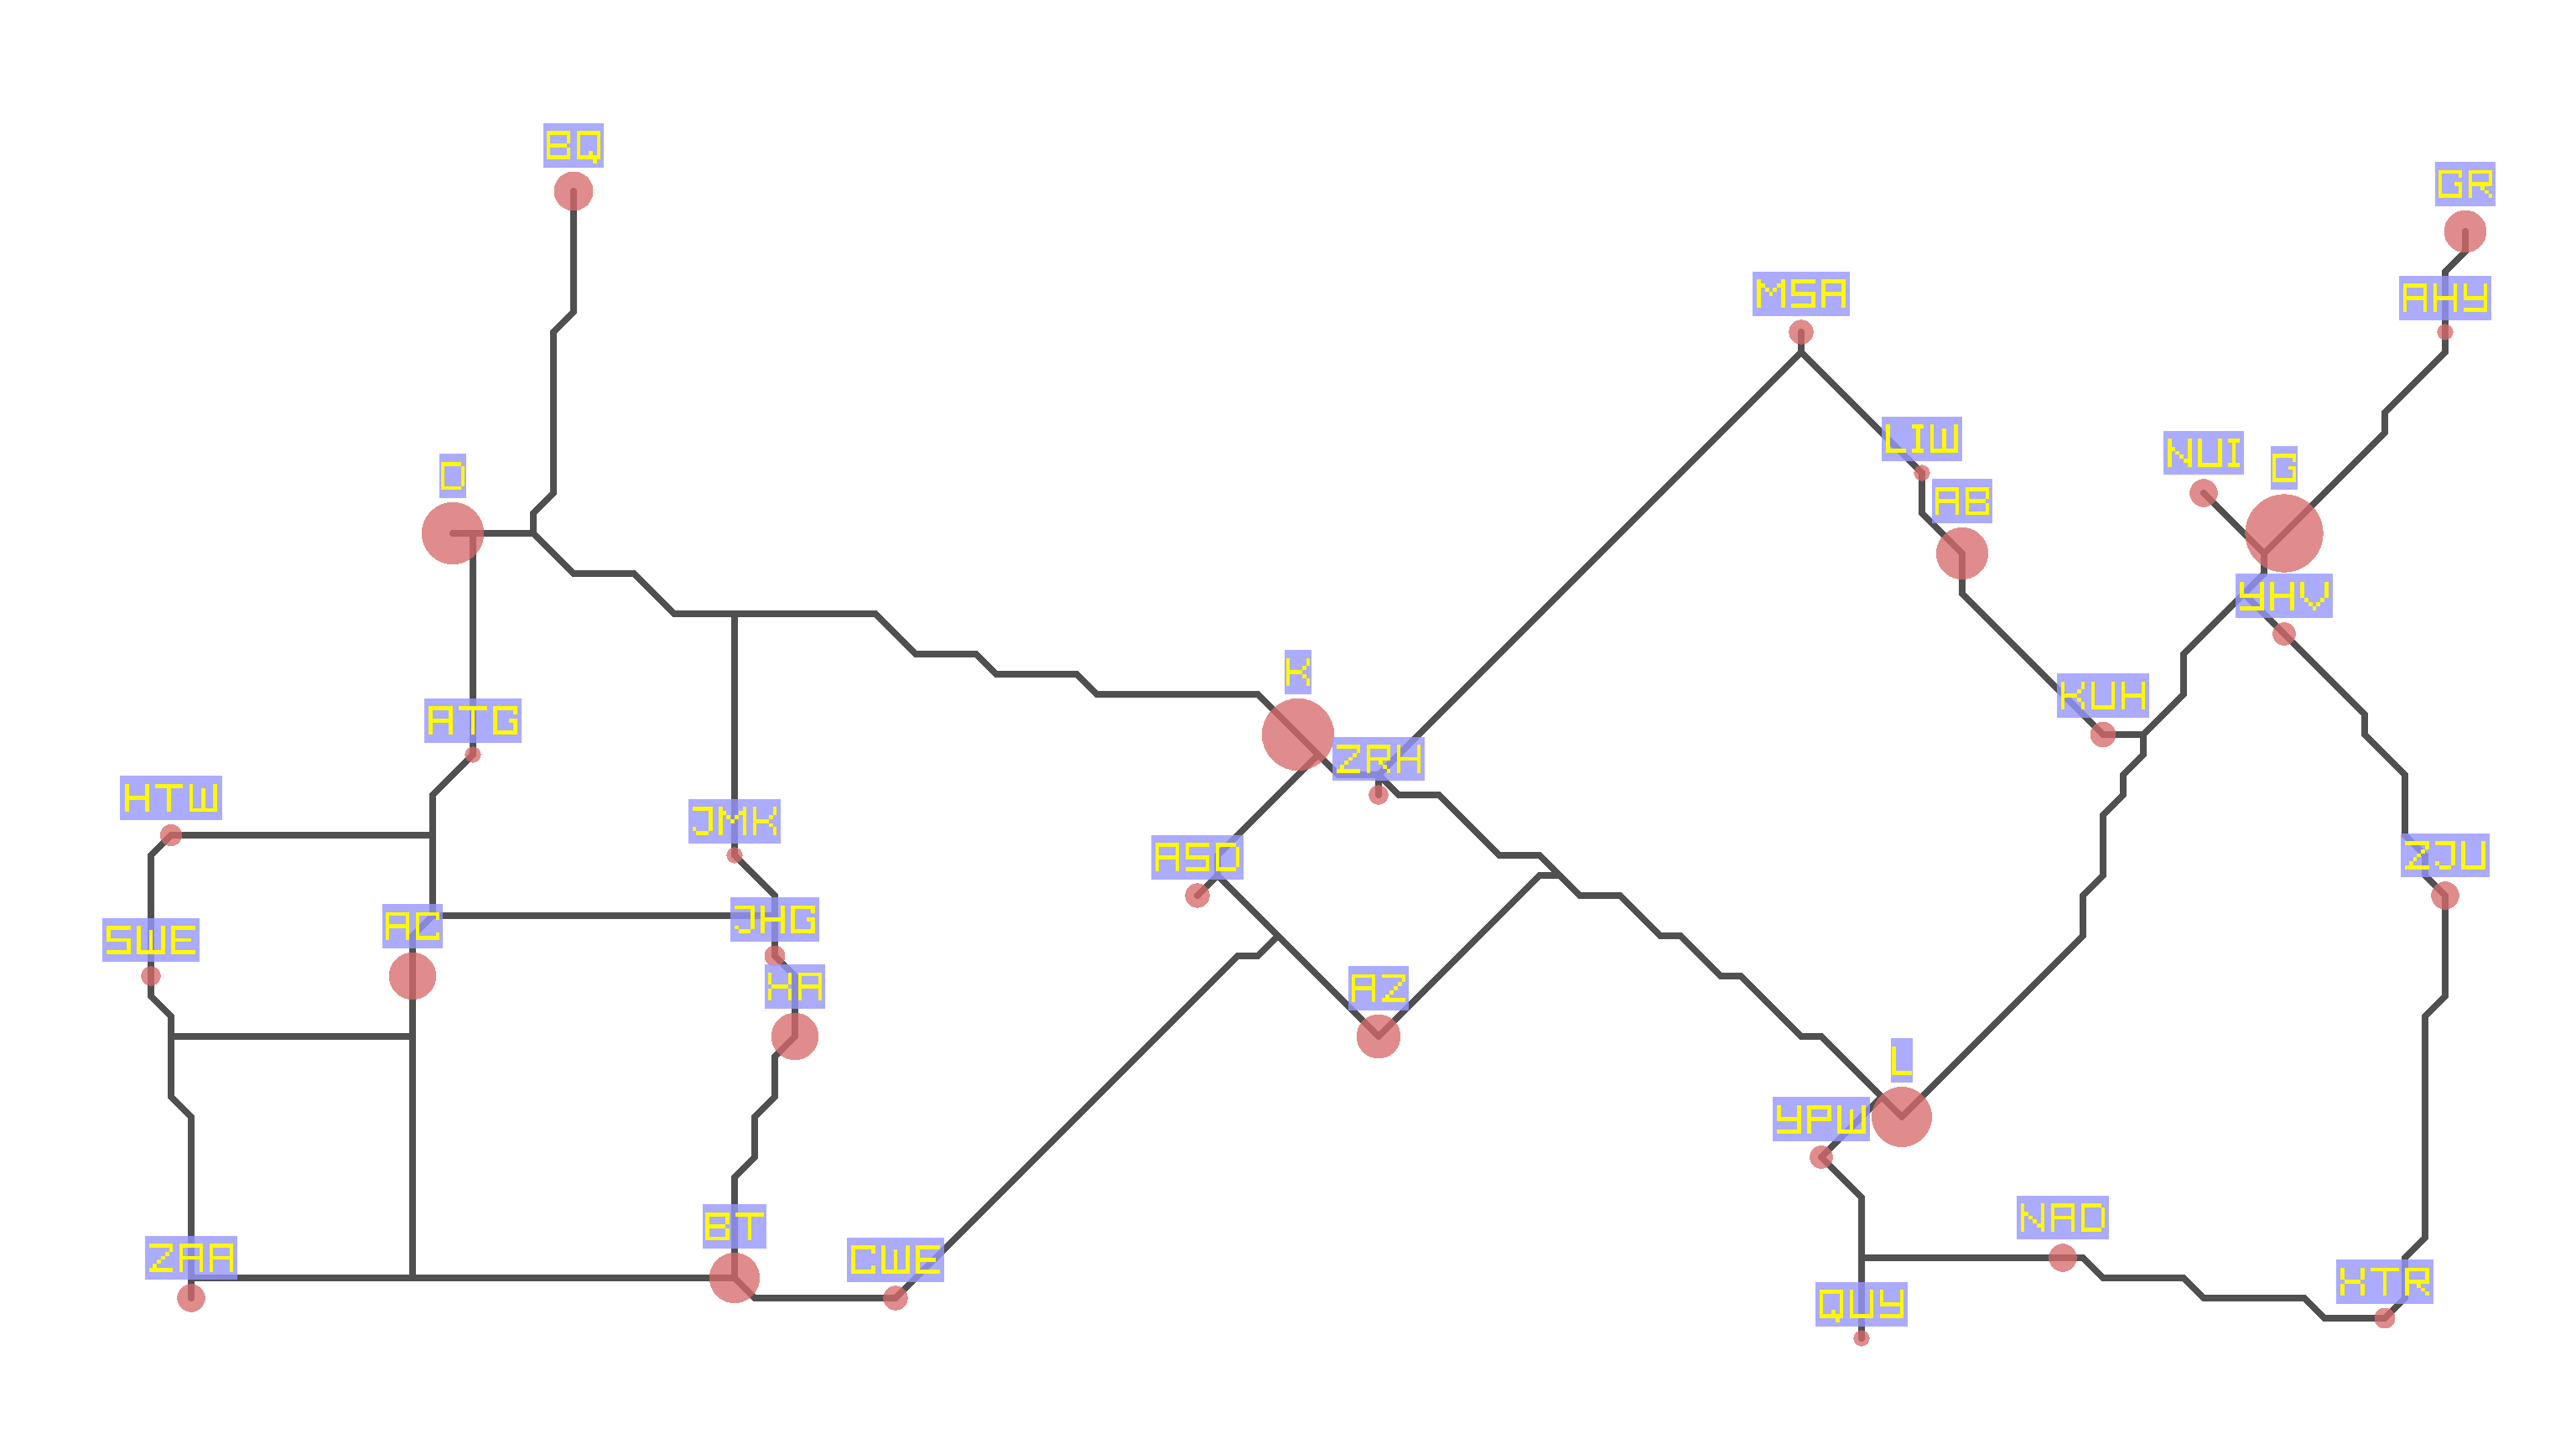 BQ
GR
MSA
AHY
LIW
NUI
G
D
AB
YHV
K
KUH
ATG
ZRH
HTW
JMK
ASD
ZJU
AC
JHG
SWE
XA
AZ
L
YPW
NAD
BT
ZAA
CWE
XTR
QUY